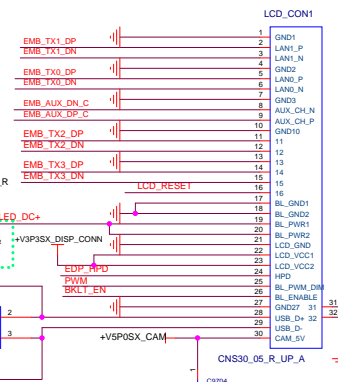 LCD_CON1
1 GND1
EMB_TX1_DP 2 LAN1_P
EMB_TX1_DN 3 LAN1_N
4 GND2
EMB_TX0_DP 5 LAN0_P
EMB_TX0_DN 6 LAN0_N
7 GND3
EMB_AUX_DN_C 8 AUX_CH_N
EMB_AUX_DP_C 9 AUX_CH_P
10 GND10
EMB_TX2_DP 11 11
EMB_TX2_DN 12 12
13 13
EMB_TX3_DP 14 14
EMB_TX3_DN 15 15
_R LCD_RESET 16 16
17 BL_GND1
18 BL_GND2
LED_DC+ 19 BL_PWR1
20 BL_PWR2
+V3P3SX_DISP_CONN 21 LCD_GND
22 LCD_VCC1
23 LCD_VCC2
EDP_HPD 24 HPD
PWM 25 BL_PWM_DIM
BKLT_EN 26 BL_ENABLE
27 GND27 31 31
2 28 USB_D+ 32 32
3 29 USB_D-
+V5P0SX_CAM 30 CAM_5V
CNS30_05_R_UP_A
1
C9704